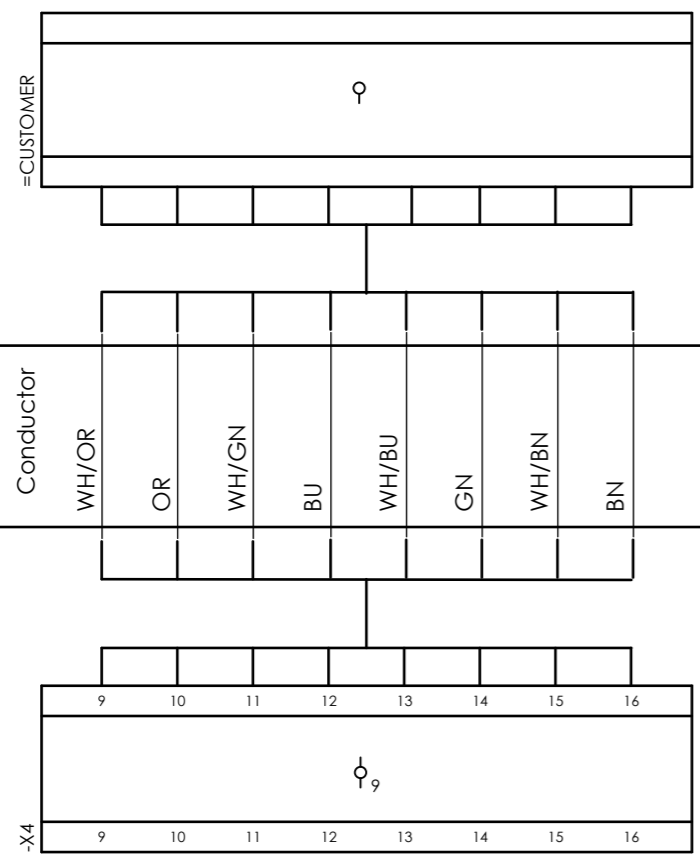 =CUSTOMER
Conductor
WH/OR
OR
WH/GN
BU
WH/BU
GN
WH/BN
BN
9 10 11 12 13 14 15 16
9
-X4
9 10 11 12 13 14 15 16